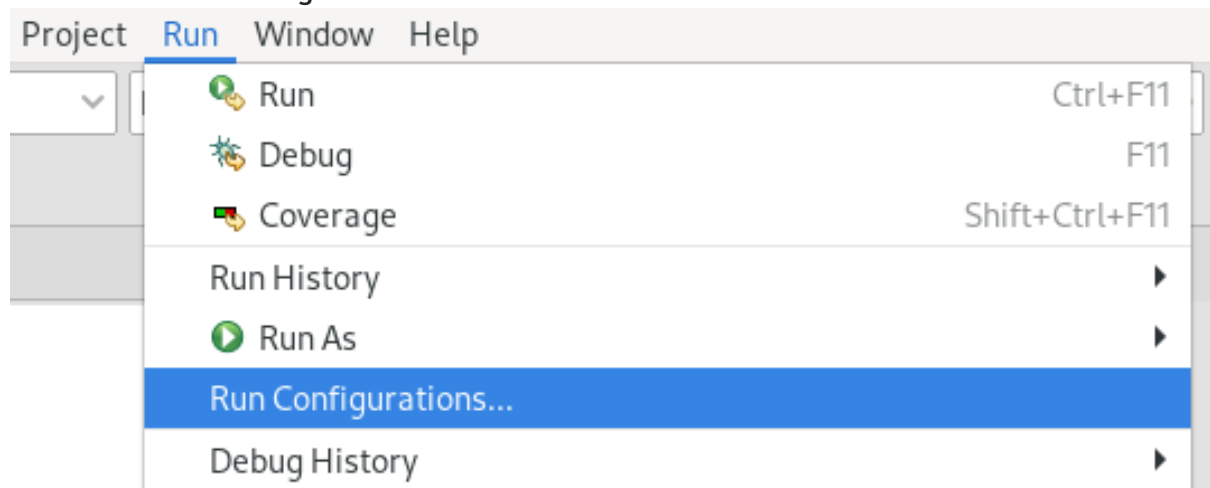 Project Run Window Help
Run Ctrl+F11
Debug F11
Coverage Shift+Ctrl+F11
Run History
Run As
Run Configurations...
Debug History